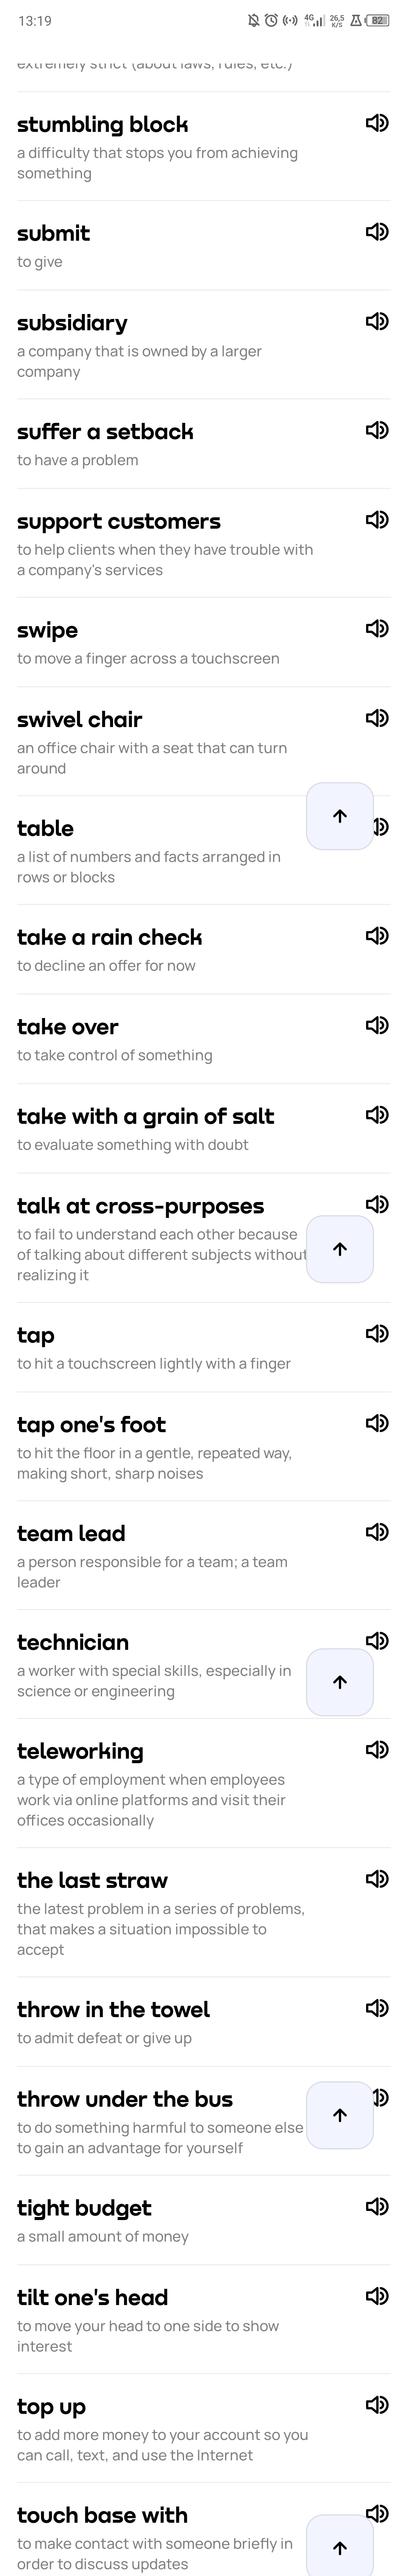 13:19
4G
26,5
K/S
82
extremely strict (about laws, rules, etc.)
stumbling block
a difficulty that stops you from achieving
something
submit
to give
subsidiary
a company that is owned by a larger
company
suffer a setback
to have a problem
support customers
to help clients when they have trouble with
a company's services
swipe
to move a finger across a touchscreen
swivel chair
an office chair with a seat that can turn
around
table
a list of numbers and facts arranged in
rows or blocks
take a rain check
to decline an offer for now
take over
to take control of something
take with a grain of salt
to evaluate something with doubt
talk at cross-purposes
to fail to understand each other because
of talking about different subjects without
realizing it
tap
to hit a touchscreen lightly with a finger
tap one's foot
to hit the floor in a gentle, repeated way,
making short, sharp noises
team lead
a person responsible for a team; a team
leader
technician
a worker with special skills, especially in
science or engineering
teleworking
a type of employment when employees
work via online platforms and visit their
offices occasionally
the last straw
the latest problem in a series of problems,
that makes a situation impossible to
accept
throw in the towel
to admit defeat or give up
throw under the bus
to do something harmful to someone else
to gain an advantage for yourself
tight budget
a small amount of money
tilt one's head
to move your head to one side to show
interest
top up
to add more money to your account so you
can call, text, and use the Internet
touch base with
to make contact with someone briefly in
order to discuss updates